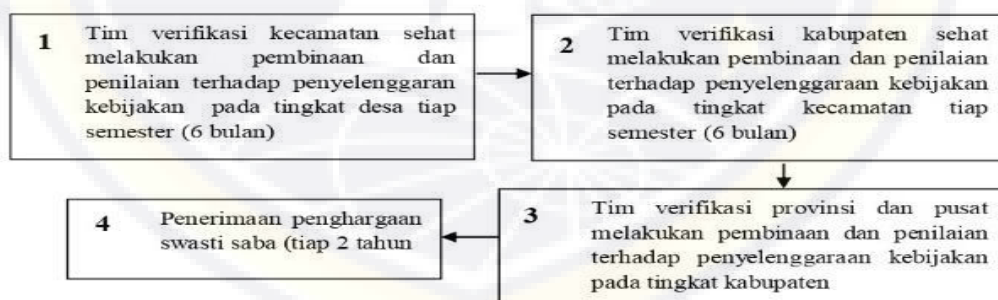 1 Tim verifikasi kecamatan sehat
melakukan pembinaan dan
penilaian terhadap penyelenggaran
kebijakan pada tingkat desa tiap
semester (6 bulan)
2 Tim verifikasi kabupaten sehat
melakukan pembinaan dan penilaian
terhadap penyelenggaraan kebijakan
pada tingkat kecamatan tiap
semester (6 bulan)
3 Tim verifikasi provinsi dan pusat
melakukan pembinaan dan penilaian
terhadap penyelenggaraan kebijakan
pada tingkat kabupaten
4 Penerimaan penghargaan
swasti saba (tiap 2 tahun